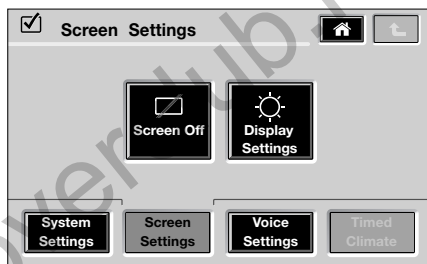 Screen Settings
Screen Off
Display
Settings
System
Settings
Screen
Settings
Voice
Settings
Timed
Climate